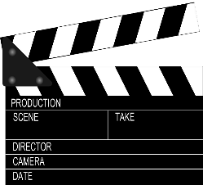 PRODUCTION
SCENE TAKE
DIRECTOR
CAMERA
DATE